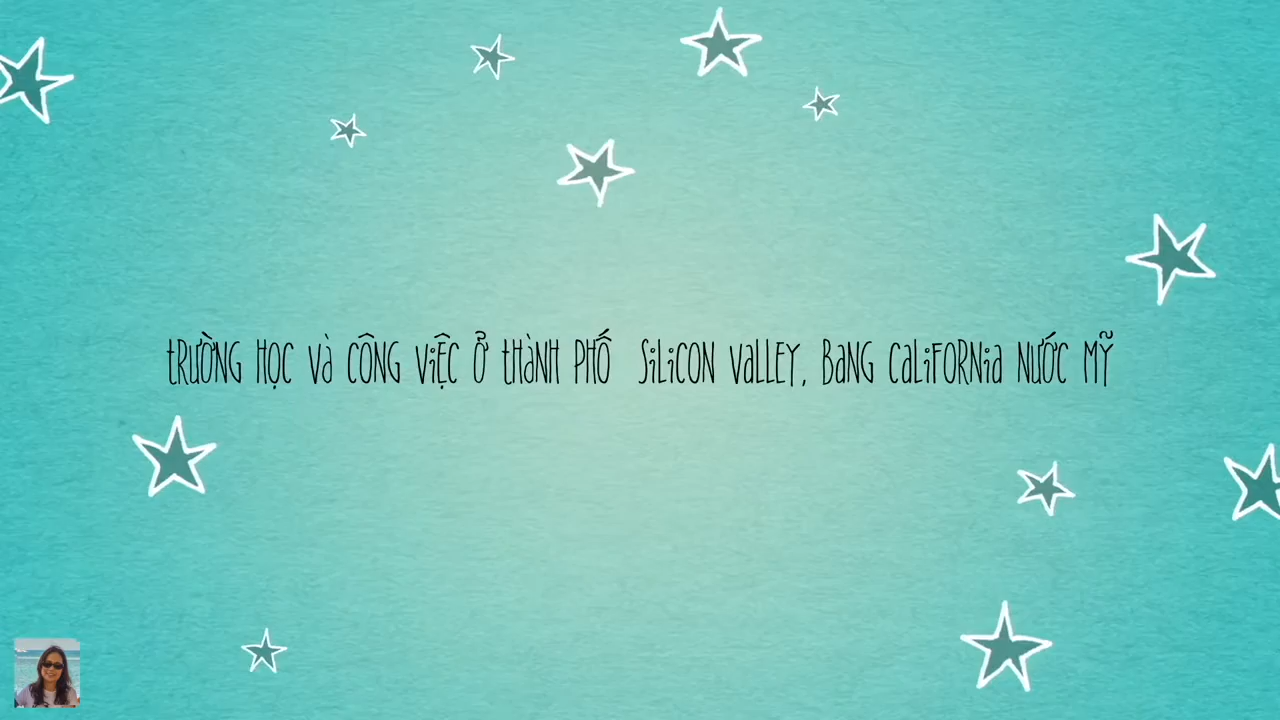 trường học và công việc ở thành phố  silicon valley, bang california nước mỹ